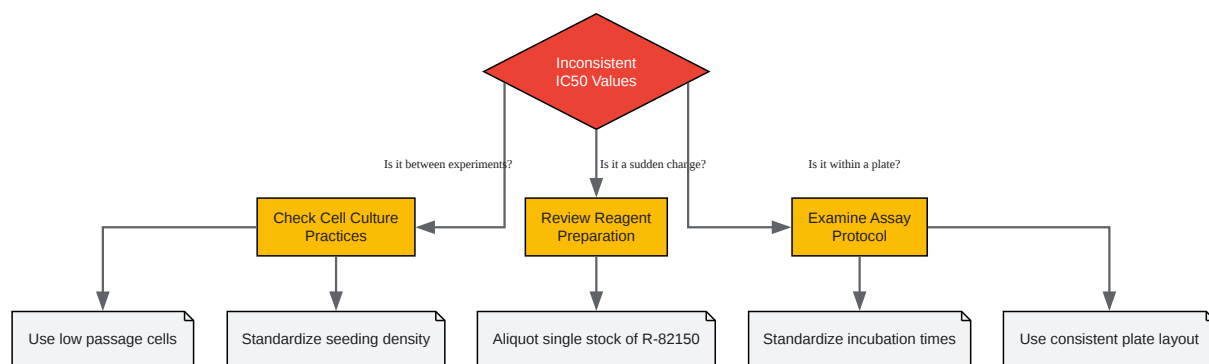 Inconsistent
IC50 Values
Is it between experiments?
Is it a sudden change?
Is it within a plate?
Check Cell Culture
Practices
Review Reagent
Preparation
Examine Assay
Protocol
Use low passage cells
Standardize seeding density
Aliquot single stock of R-82150
Standardize incubation times
Use consistent plate layout